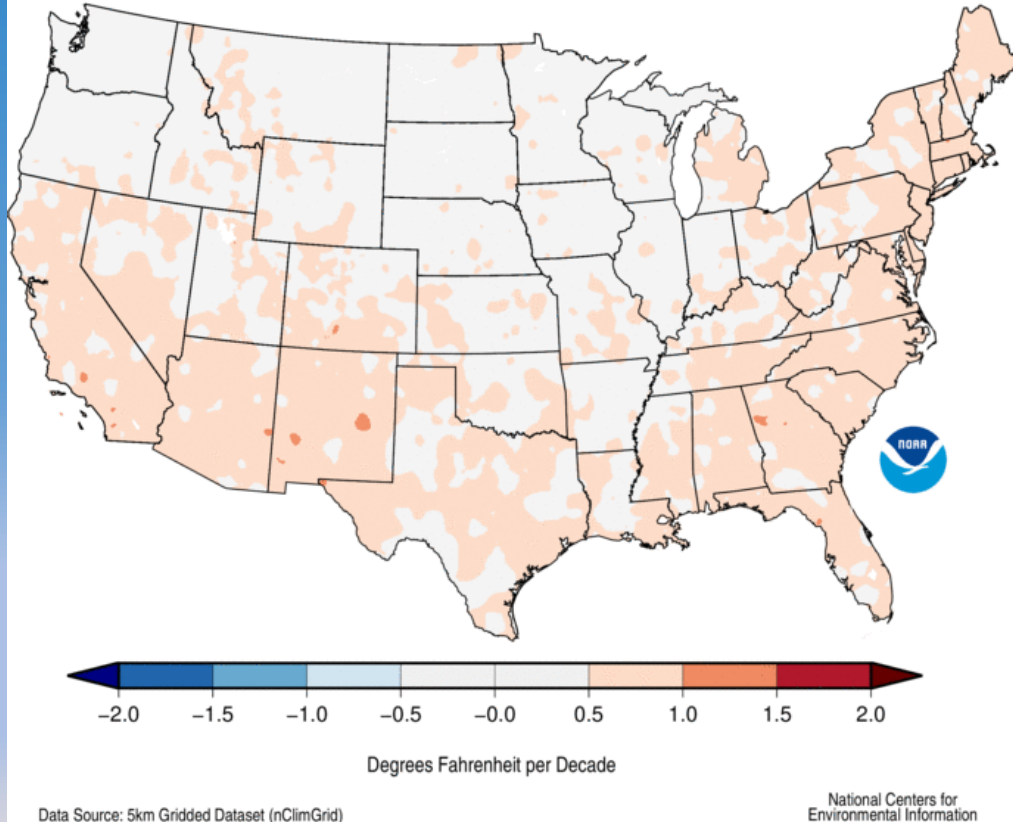 NOAA
−2.0 −1.5 −1.0 −0.5 −0.0 0.5 1.0 1.5 2.0
Degrees Fahrenheit per Decade
National Centers for
Data Source: 5km Gridded Dataset (nClimGrid) Environmental Information